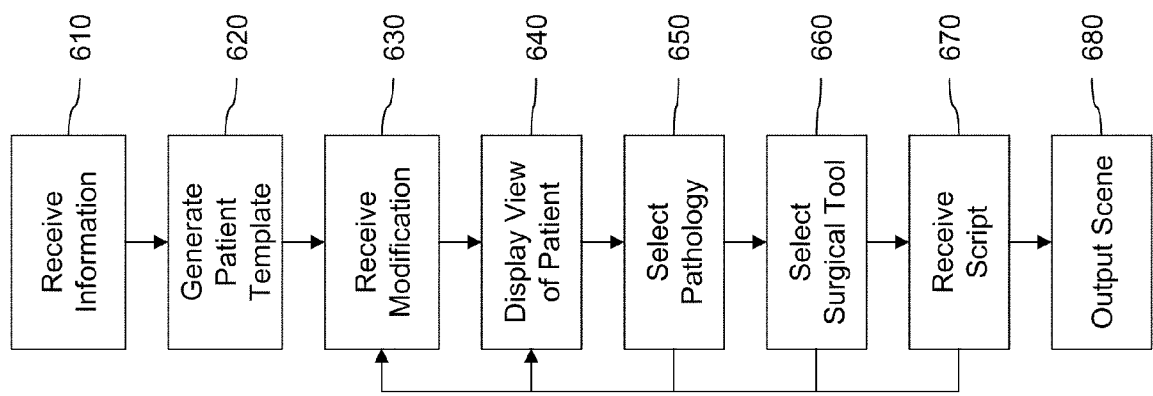 610
Receive
Information
620
Generate
Patient
Template
630
Receive
Modification
640
Display View
of Patient
650
Select
Pathology
660
Select
Surgical Tool
670
Receive
Script
680
Output Scene